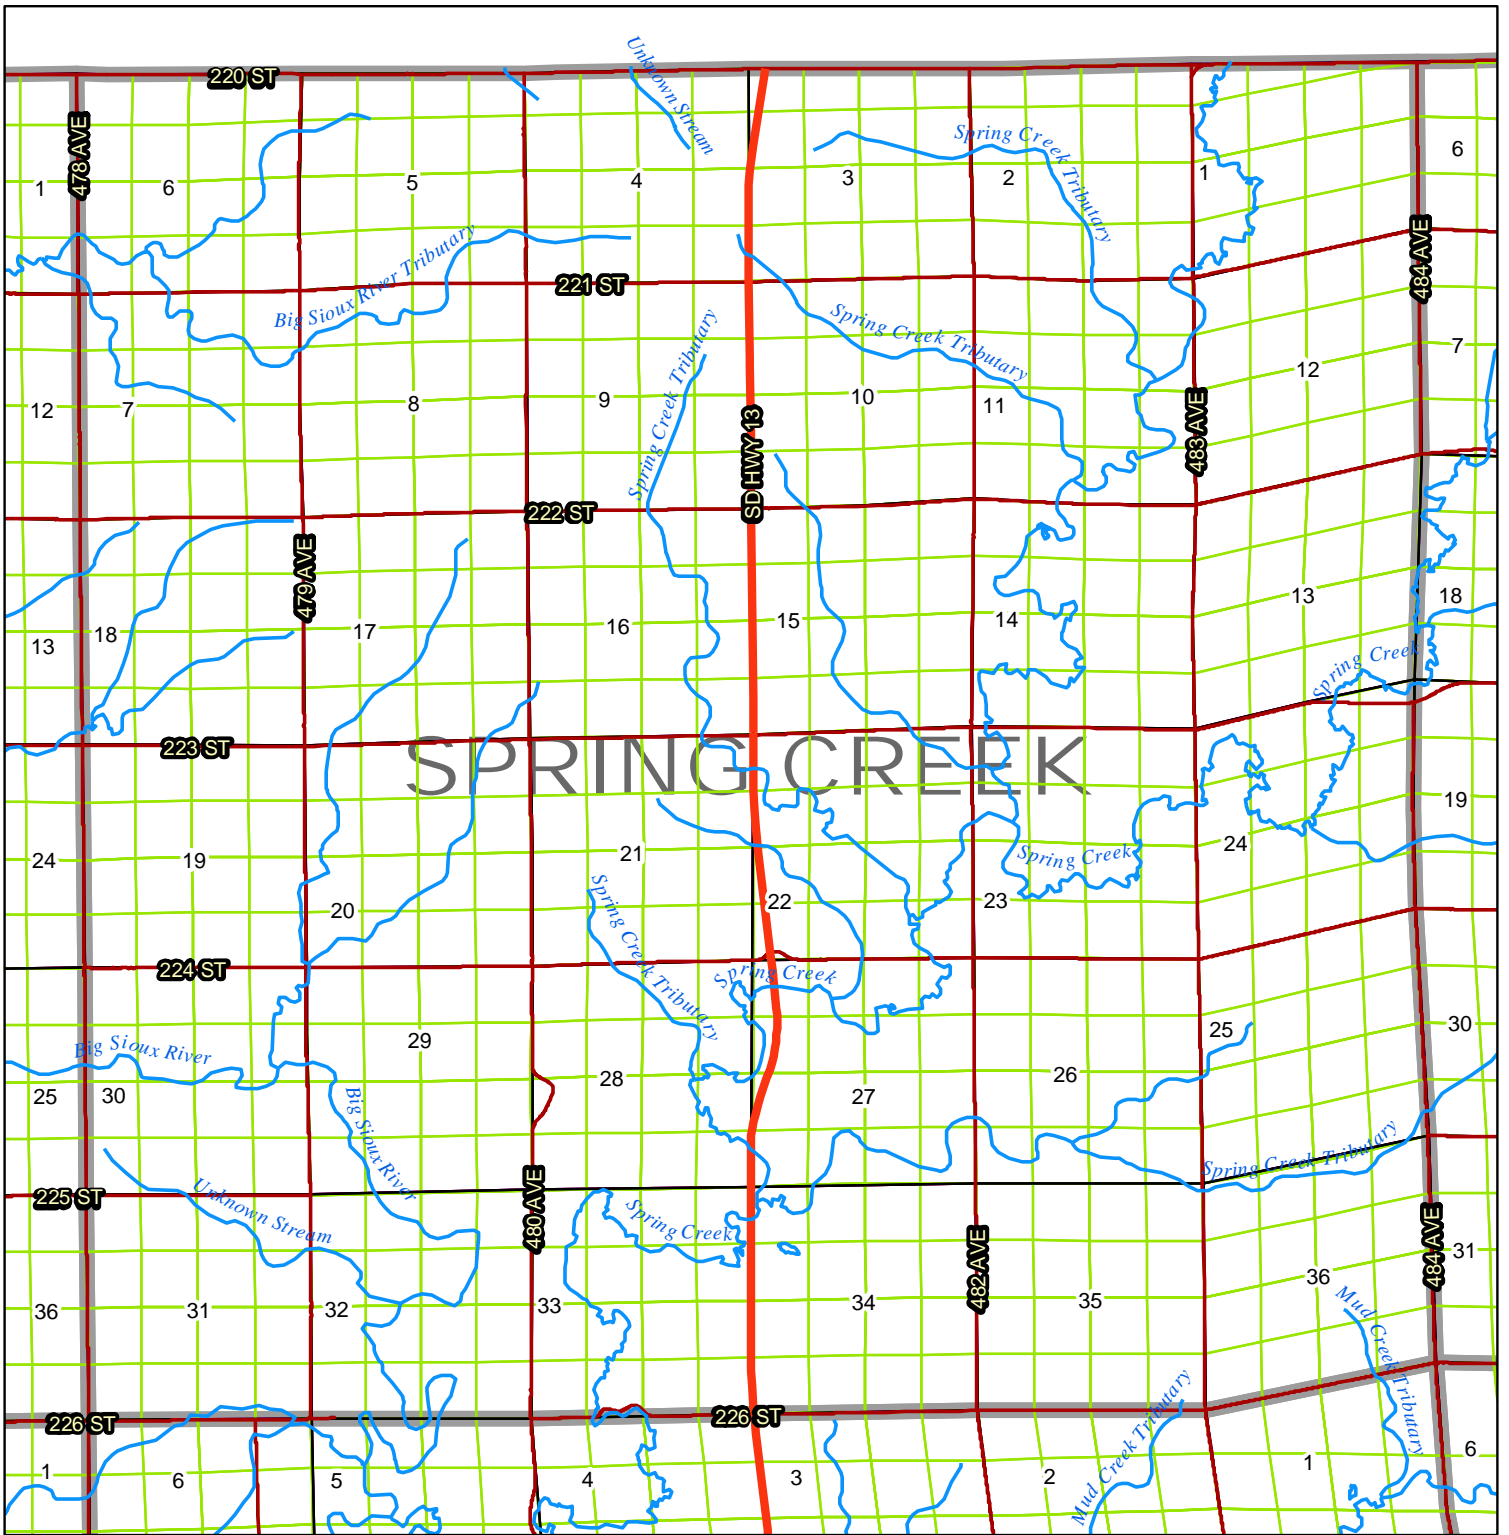 220 ST
Unknown Stream
478 AVE
Spring Creek Tributary
1
6
5
4
3
2
1
6
484 AVE
Big Sioux River Tributary
221 ST
Spring Creek Tributary
Spring Creek Tributary
7
12
7
8
9
10
11
12
SD HWY 13
483 AVE
222 ST
479 AVE
13
18
17
16
15
14
13
18
Spring Creek
223 ST
SPRING CREEK
19
24
19
20
21
22
23
24
Spring Creek
Spring Creek Tributary
224 ST
Spring Creek
Big Sioux River
29
28
27
26
25
30
25
30
Big Sioux River
Spring Creek Tributary
225 ST
Unknown Stream
480 AVE
Spring Creek
482 AVE
484 AVE
31
36
31
32
33
34
35
36
Mud Creek Tributary
226 ST
226 ST
Mud Creek Tributary
1
6
5
4
3
2
1
6